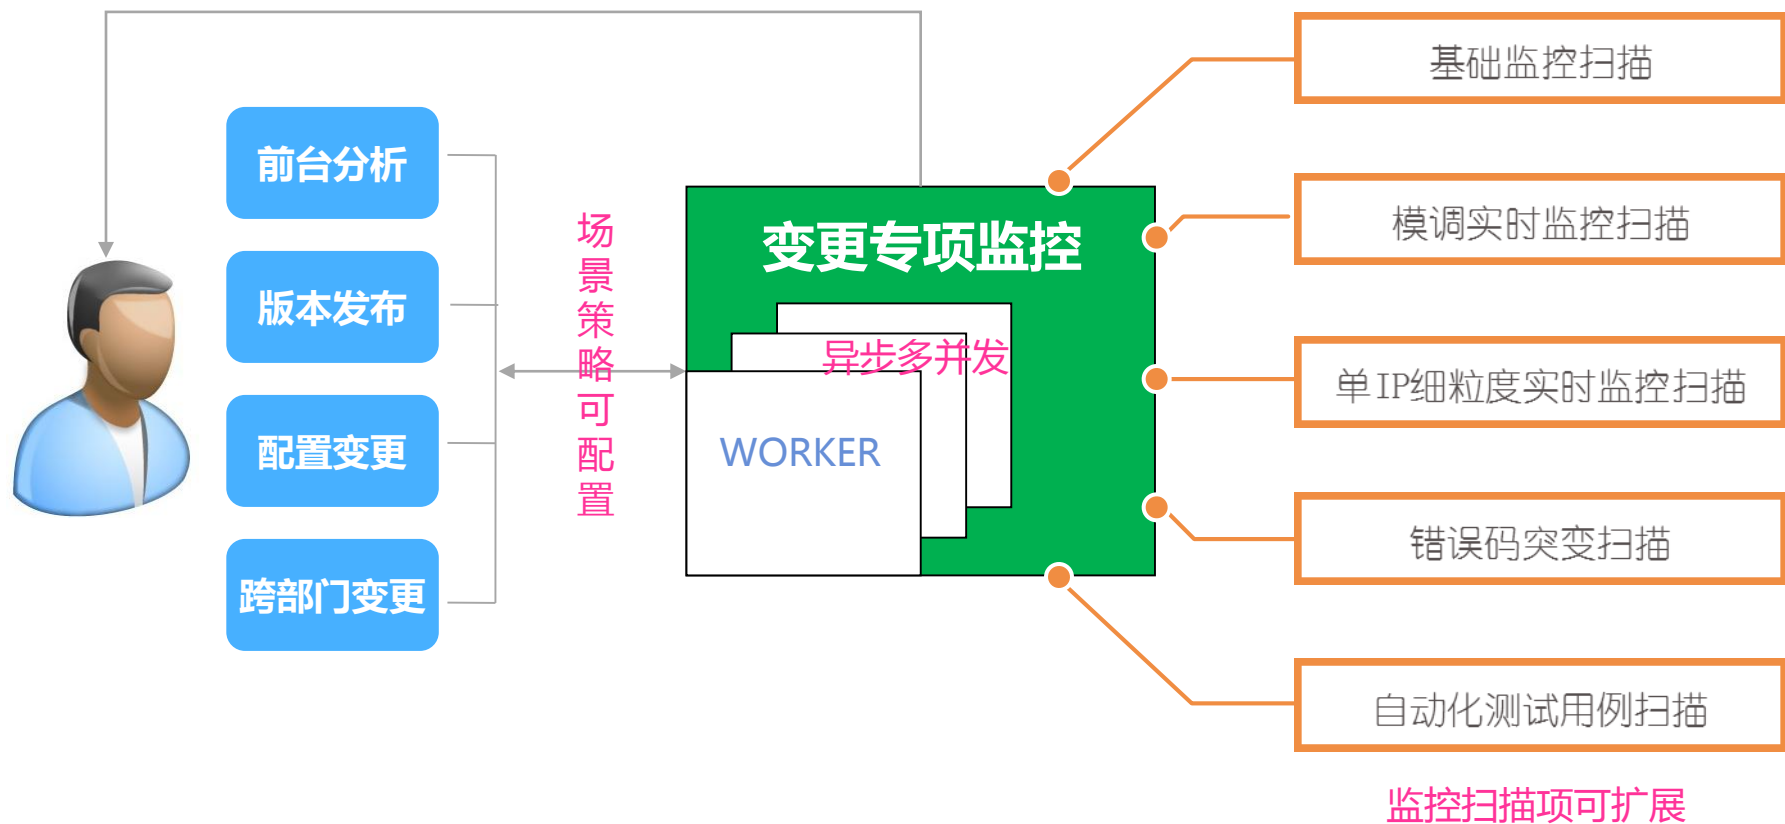 前台分析
版本发布
配置变更
跨部门变更
场景策略可配置
变更专项监控
异步多并发
WORKER
基础监控扫描
模调实时监控扫描
单IP细粒度实时监控扫描
错误码突变扫描
自动化测试用例扫描
监控扫描项可扩展